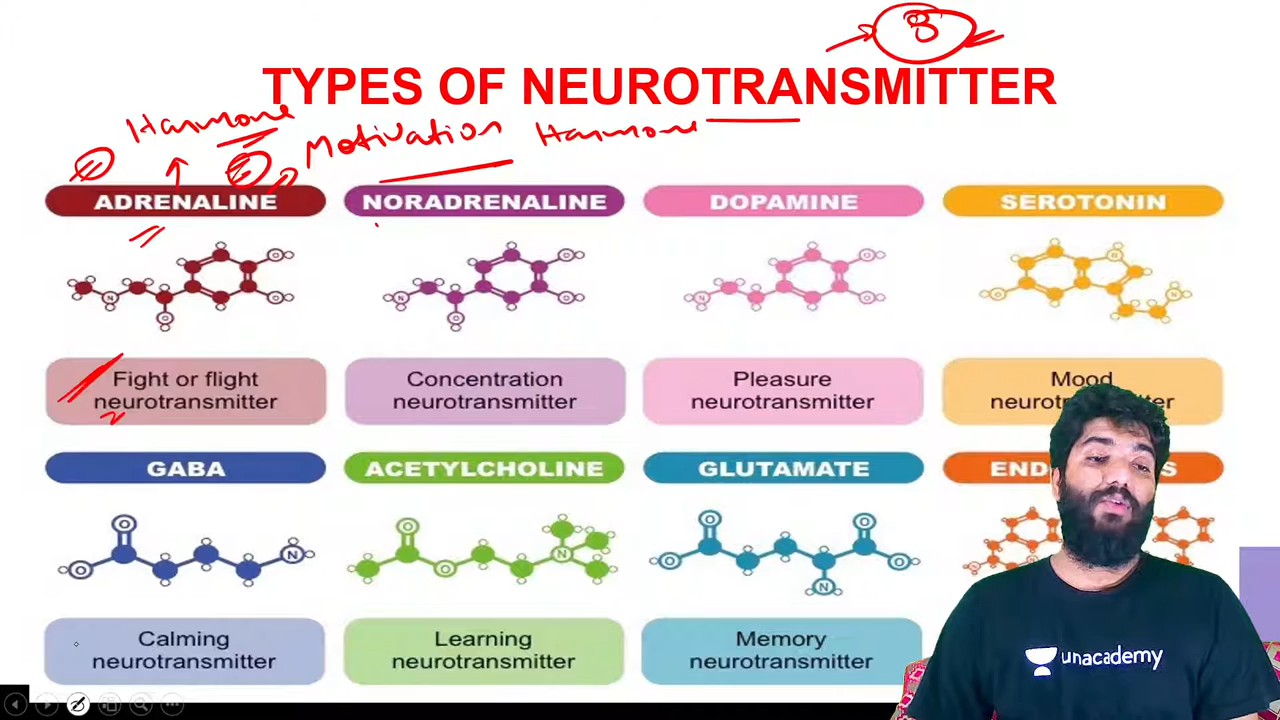 8
TYPES OF NEUROTRANSMITTER
Harmone
Motivation Harmone
ADRENALINE
NORADRENALINE
DOPAMINE
SEROTONIN
Fight or flight
neurotransmitter
Concentration
neurotransmitter
Pleasure
neurotransmitter
Mood
GABA
ACETYLCHOLINE
GLUTAMATE
Calming
neurotransmitter
Learning
neurotransmitter
Memory
neurotransmitter
unacademy